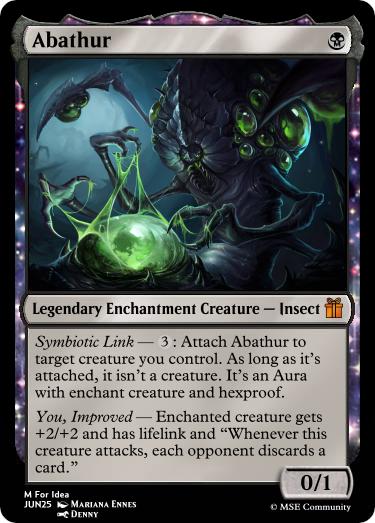 Abathur
M
Legendary Enchantment Creature — Insect
Symbiotic Link — 3 : Attach Abathur to
target creature you control. As long as it’s
attached, it isn’t a creature. It’s an Aura
with enchant creature and hexproof.
You, Improved — Enchanted creature gets
+2/+2 and has lifelink and “Whenever this
creature attacks, each opponent discards a
card.”
0/1
M For Idea
JUN25 Mariana Ennes
Denny
© MSE Community